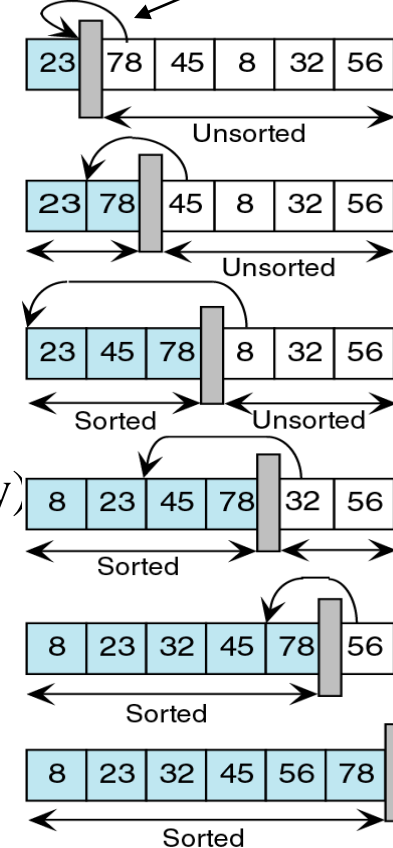 23 78 45 8 32 56
Unsorted
23 78 45 8 32 56
Unsorted
23 45 78 8 32 56
Sorted Unsorted
y) 8 23 45 78 32 56
Sorted
8 23 32 45 78 56
Sorted
8 23 32 45 56 78
Sorted